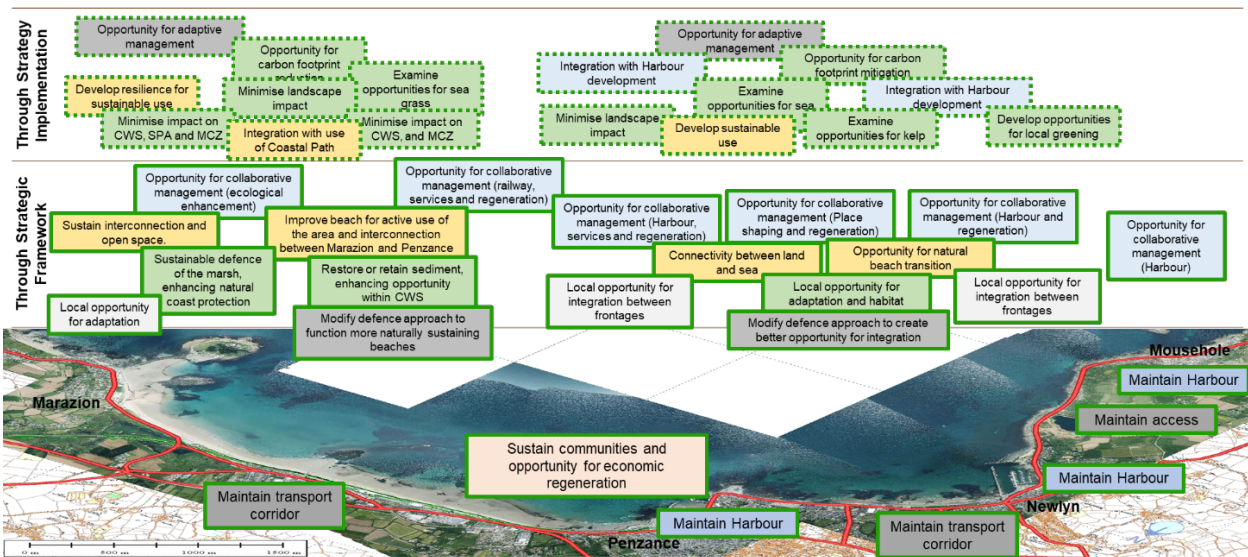 Through Strategy
Implementation
Opportunity for adaptive
management
Opportunity for
carbon footprint
reduction
Develop resilience for
sustainable use
Minimise landscape
impact
Examine
opportunities for sea
grass
Minimise impact on
CWS, SPA and MCZ
Integration with use
of Coastal Path
Minimise impact on
CWS, and MCZ
Opportunity for adaptive
management
Integration with Harbour
development
Opportunity for carbon
footprint mitigation
Examine
opportunities for sea
Integration with Harbour
development
Minimise landscape
impact
Develop sustainable
use
Examine
opportunities for kelp
Develop opportunities
for local greening
Through Strategic
Framework
Opportunity for collaborative
management (ecological
enhancement)
Opportunity for collaborative
management (railway,
services and regeneration)
Sustain interconnection and
open space.
Improve beach for active use of
the area and interconnection
between Marazion and Penzance
Opportunity for collaborative
management (Harbour,
services and regeneration)
Opportunity for collaborative
management (Place
shaping and regeneration)
Opportunity for collaborative
management (Harbour and
regeneration)
Opportunity for
collaborative
management
(Harbour)
Sustainable defence
of the marsh,
enhancing natural
coast protection
Restore or retain sediment,
enhancing opportunity
within CWS
Connectivity between land
and sea
Opportunity for natural
beach transition
Local opportunity
for adaptation
Local opportunity for
integration between
frontages
Local opportunity for
adaptation and habitat
Local opportunity for
integration between
frontages
Modify defence approach to
function more naturally sustaining
beaches
Modify defence approach to create
better opportunity for integration
Mousehole
Maintain Harbour
Marazion
Maintain access
Sustain communities and
opportunity for economic
regeneration
Maintain Harbour
Maintain transport
corridor
Newlyn
Maintain Harbour
Maintain transport
corridor
Penzance
0 m
500 m
1000 m
1500 m